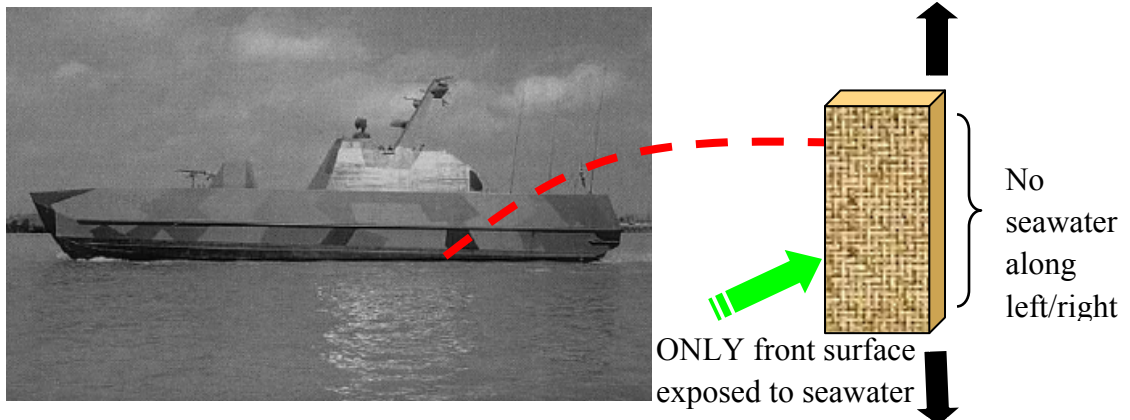 No
seawater
along
left/right
ONLY front surface
exposed to seawater